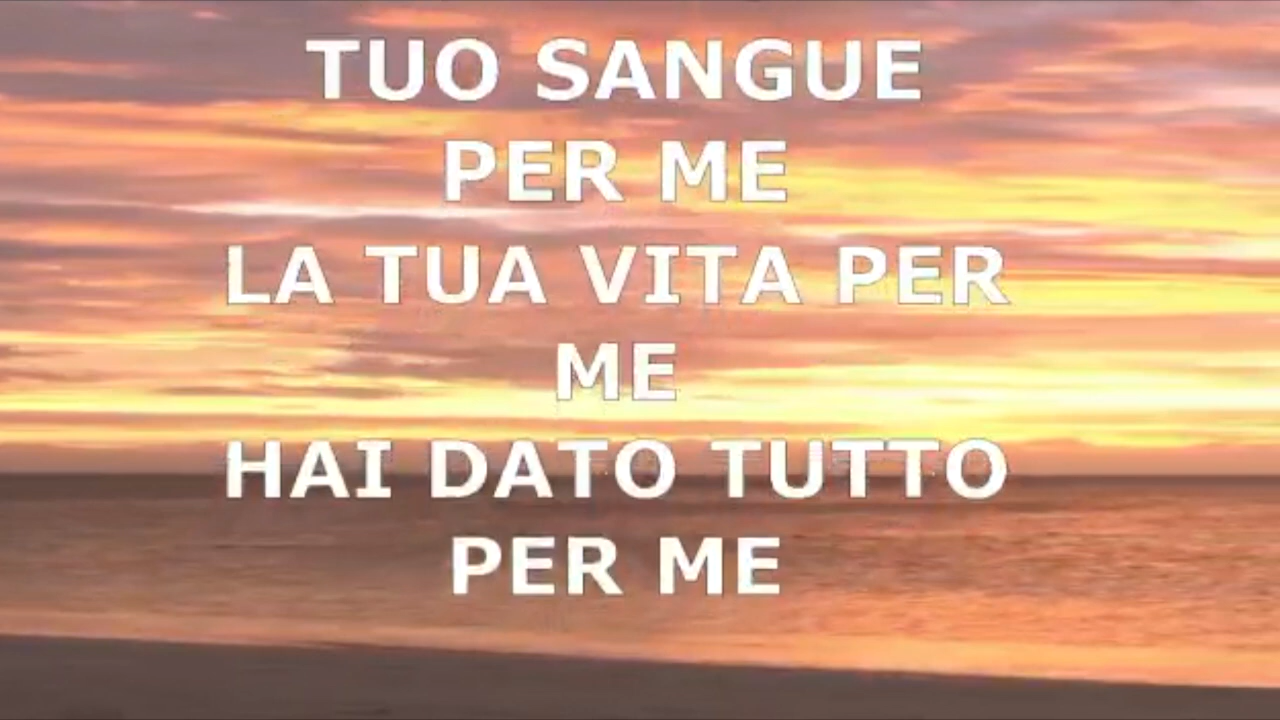 TUO SANGUE
PER ME
LA TUA VITA PER
ME
HAI DATO TUTTO
PER ME